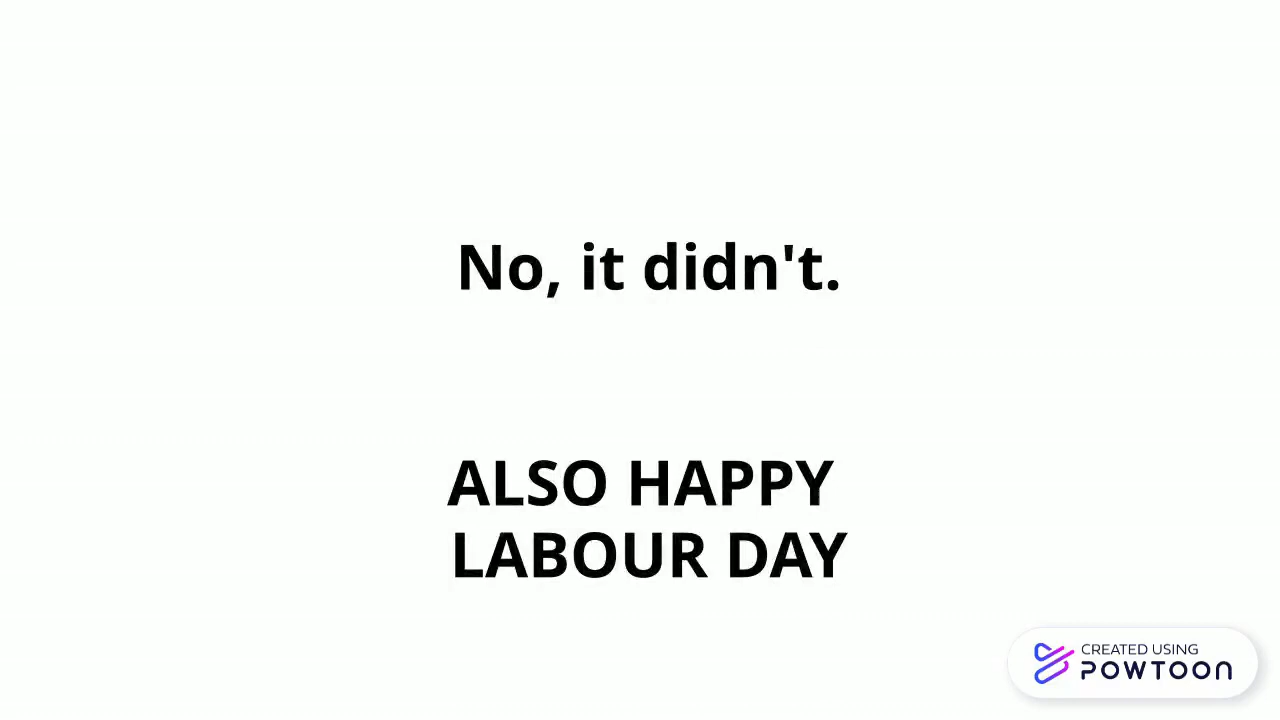 No, it didn't.
ALSO HAPPY
LABOUR DAY
CREATED USING
POWTOON